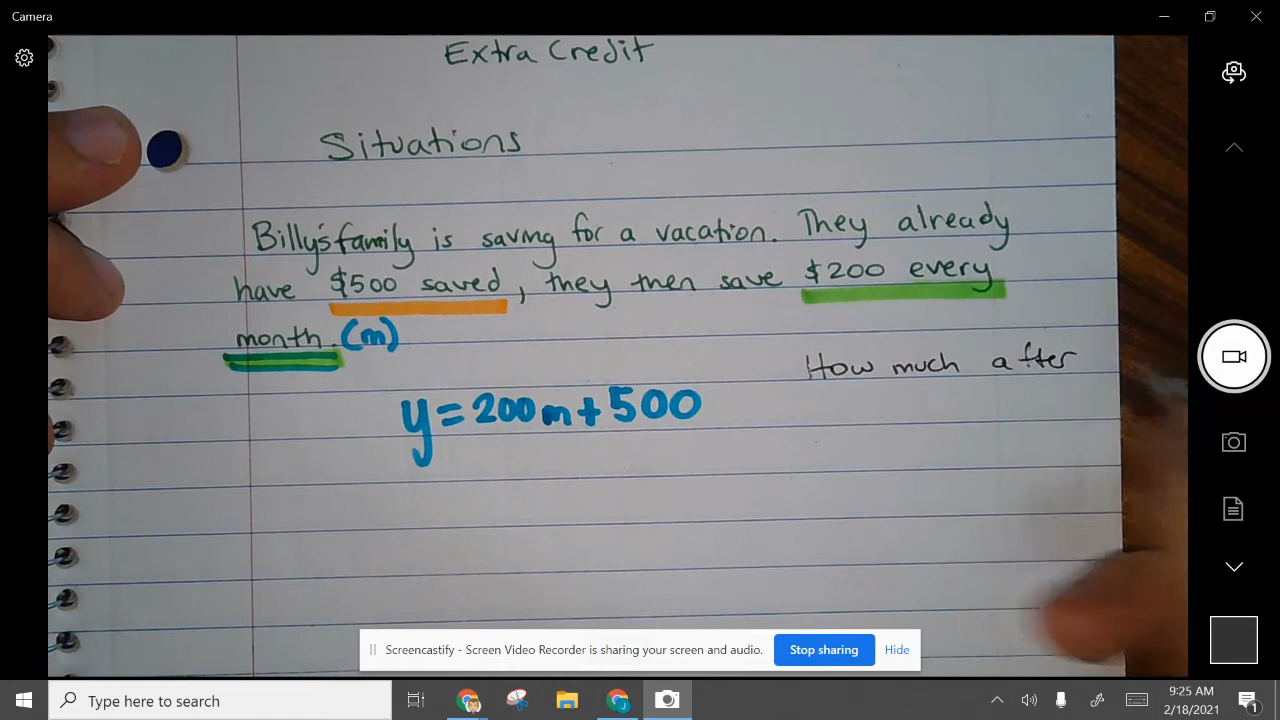 Camera
Extra Credit
Situations
Billy's family is saving for a vacation. They already
have $500 saved, they then save $200 every
month. (m)
How much after
y=200m+500
Screencastify - Screen Video Recorder is sharing your screen and audio.
Stop sharing
Hide
Type here to search
9:25 AM
2/18/2021
1